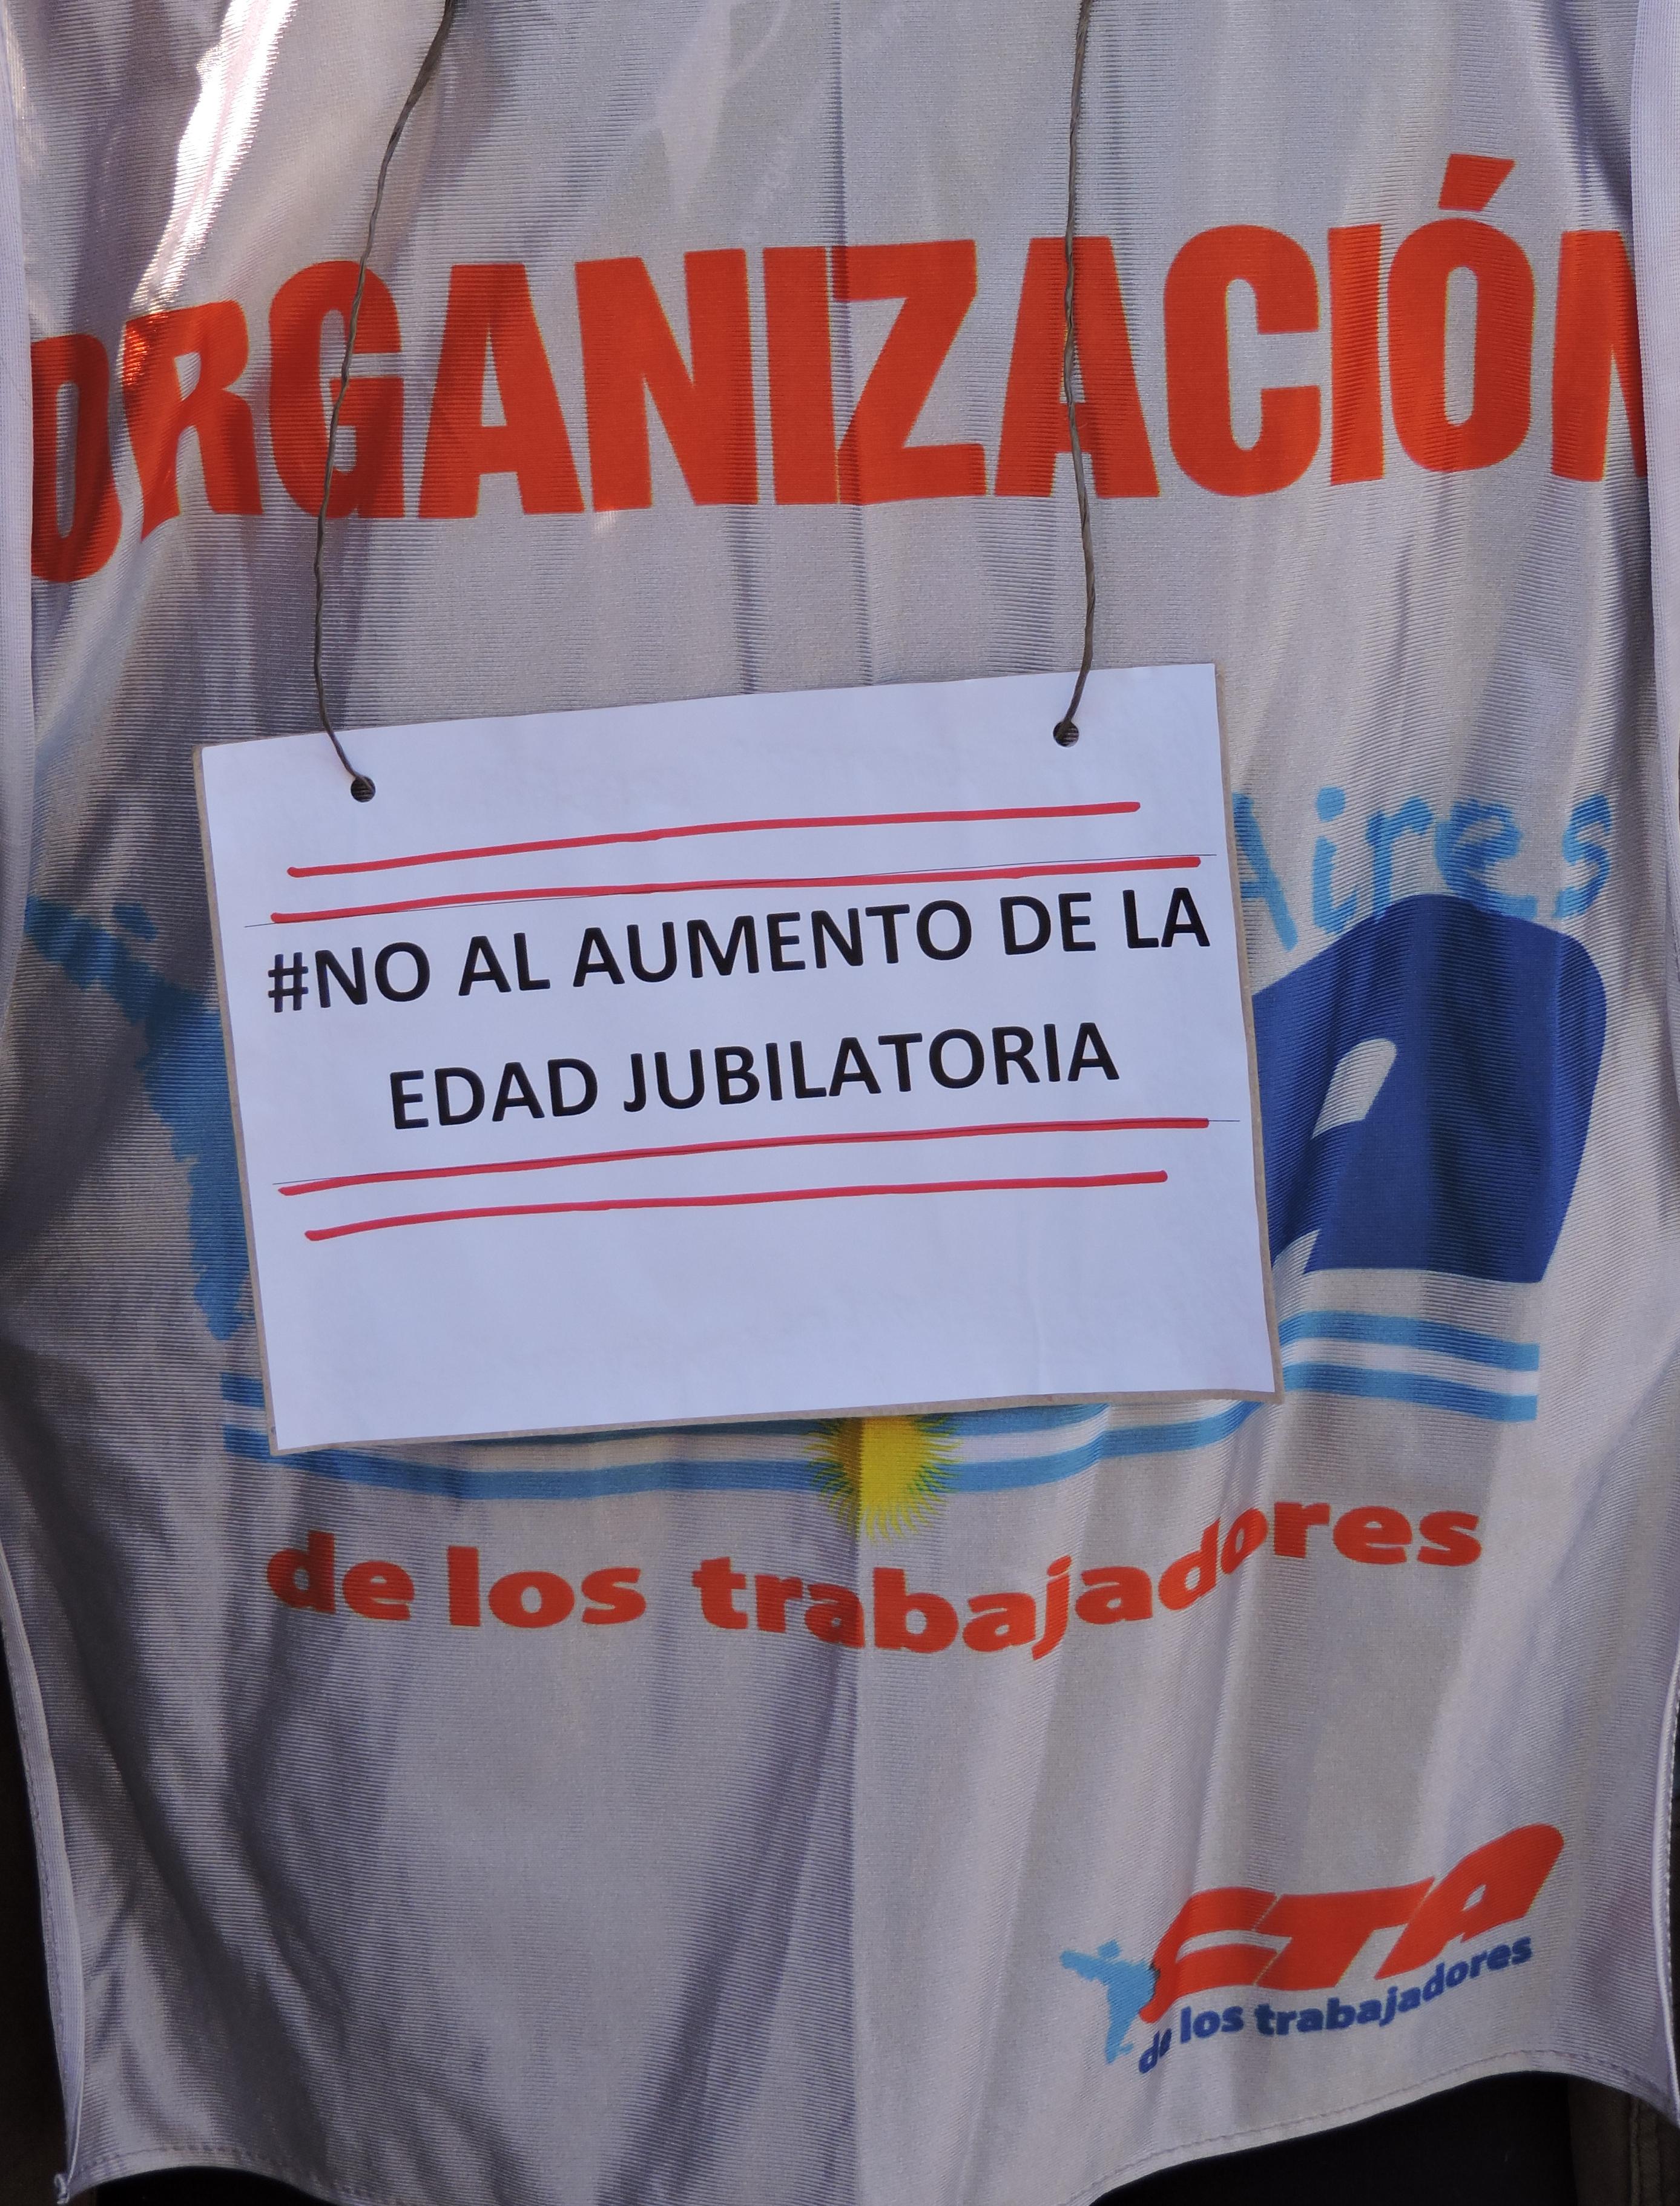 ORGANIZACIÓN
Aires
#NO AL AUMENTO DE LA
EDAD JUBILATORIA
de los trabajadores
CTA
de los trabajadores